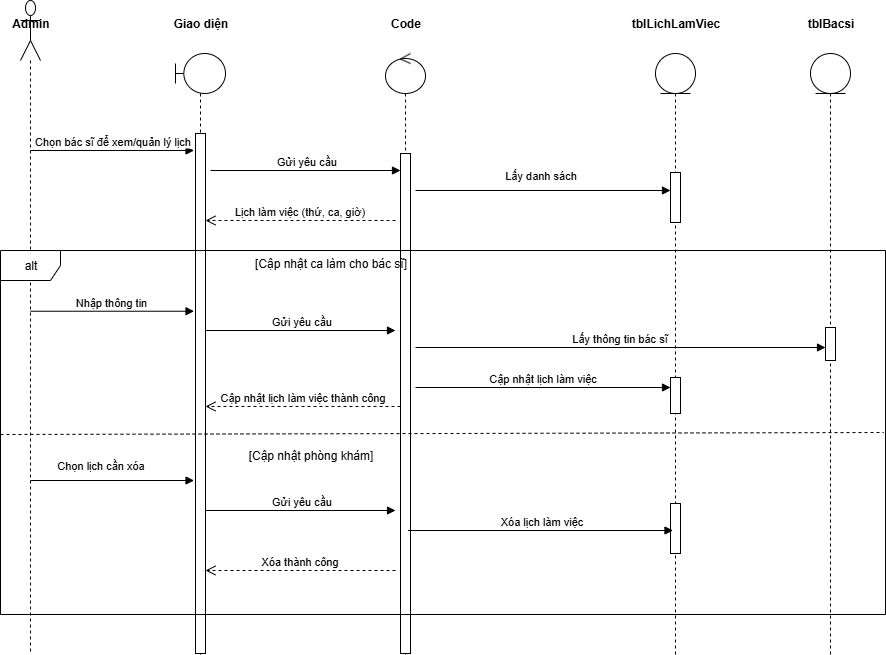 Admin
Giao diện
Code
tblLichLamViec
tblBacsi
Chọn bác sĩ để xem/quản lý lịch
Gửi yêu cầu
Lấy danh sách
Lịch làm việc (thứ, ca, giờ)
alt
[Cập nhật ca làm cho bác sĩ]
Nhập thông tin
Gửi yêu cầu
Lấy thông tin bác sĩ
Cập nhật lịch làm việc
Cập nhật lịch làm việc thành công
[Cập nhật phòng khám]
Chọn lịch cần xóa
Gửi yêu cầu
Xóa lịch làm việc
Xóa thành công